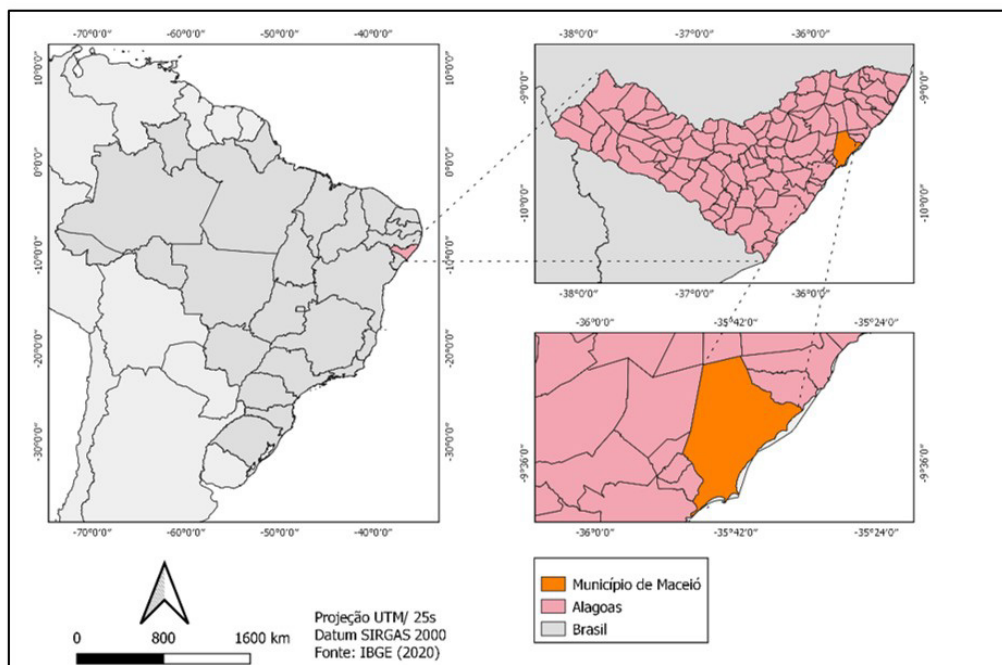 -70°0'0" -60°0'0" -50°0'0" -40°0'0"
10°0'0"
0°0'0"
-10°0'0"
-20°0'0"
-30°0'0"
10°0'0"
0°0'0"
-10°0'0"
-20°0'0"
-30°0'0"
-70°0'0" -60°0'0" -50°0'0" -40°0'0"
-38°0'0" -37°0'0" -36°0'0"
-9°0'0"
-10°0'0"
-9°0'0"
-10°0'0"
-38°0'0" -37°0'0" -36°0'0"
-36°0'0" -35°42'0" -35°24'0"
-9°36'0"
-9°36'0"
-36°0'0" -35°42'0" -35°24'0"
Município de Maceió
Alagoas
Brasil
0 800 1600 km
Projeção UTM/ 25s
Datum SIRGAS 2000
Fonte: IBGE (2020)